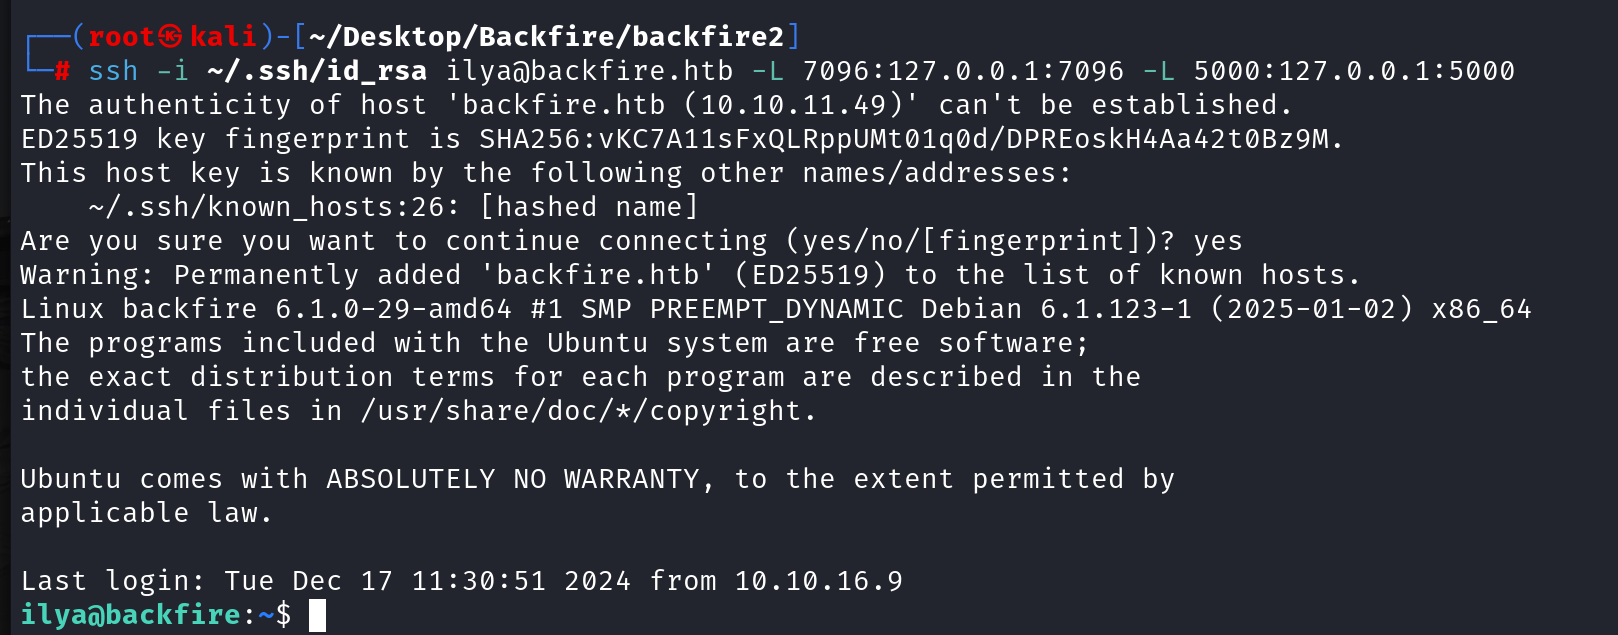 ┌──(root㉿kali)-[~/Desktop/Backfire/backfire2]
└─# ssh -i ~/.ssh/id_rsa ilya@backfire.htb -L 7096:127.0.0.1:7096 -L 5000:127.0.0.1:5000
The authenticity of host 'backfire.htb (10.10.11.49)' can't be established.
ED25519 key fingerprint is SHA256:vKC7A11sFxQLRppUMt01q0d/DPREoskH4Aa42t0Bz9M.
This host key is known by the following other names/addresses:
    ~/.ssh/known_hosts:26: [hashed name]
Are you sure you want to continue connecting (yes/no/[fingerprint])? yes
Warning: Permanently added 'backfire.htb' (ED25519) to the list of known hosts.
Linux backfire 6.1.0-29-amd64 #1 SMP PREEMPT_DYNAMIC Debian 6.1.123-1 (2025-01-02) x86_64
The programs included with the Ubuntu system are free software;
the exact distribution terms for each program are described in the
individual files in /usr/share/doc/*/copyright.

Ubuntu comes with ABSOLUTELY NO WARRANTY, to the extent permitted by
applicable law.

Last login: Tue Dec 17 11:30:51 2024 from 10.10.16.9
ilya@backfire:~$